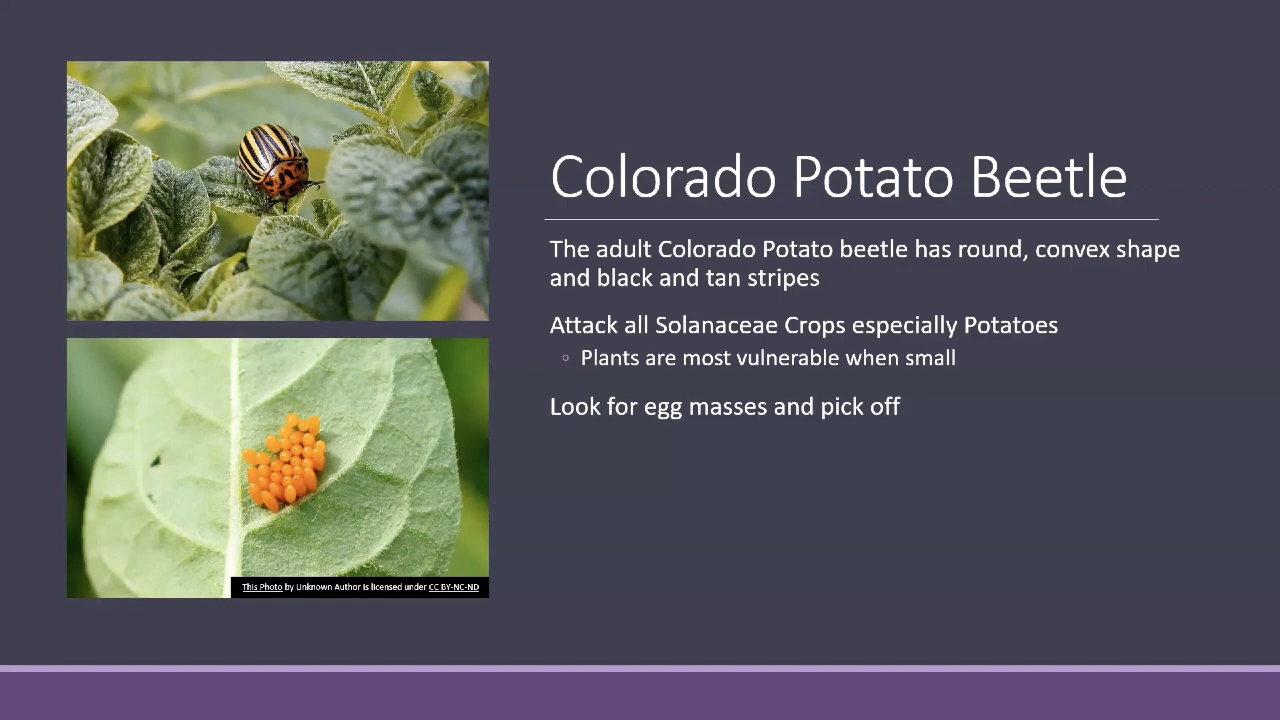 Colorado Potato Beetle
The adult Colorado Potato beetle has round, convex shape
and black and tan stripes
Attack all Solanaceae Crops especially Potatoes
◦ Plants are most vulnerable when small
Look for egg masses and pick off
This Photo by Unknown Author is licensed under CC BY-NC-ND